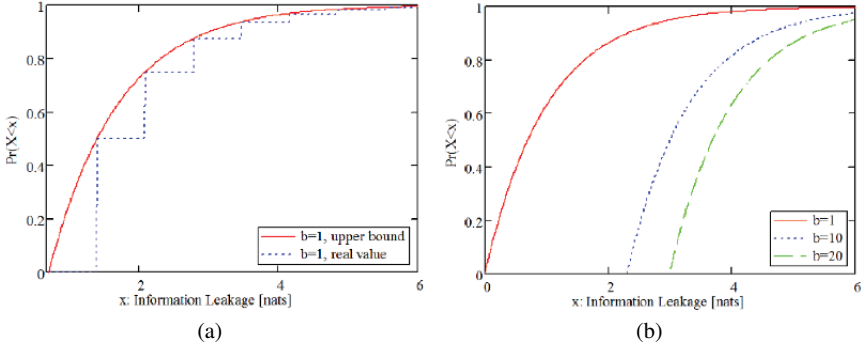 1
0.8
0.6
0.4
0.2
0
Pr(X<x)
b=1, upper bound
b=1, real value
2
4
6
x: Information Leakage [nats]
(a)
1
0.8
0.6
0.4
0.2
0
Pr(X<x)
b=1
b=10
b=20
0
2
4
6
x: Information Leakage [nats]
(b)